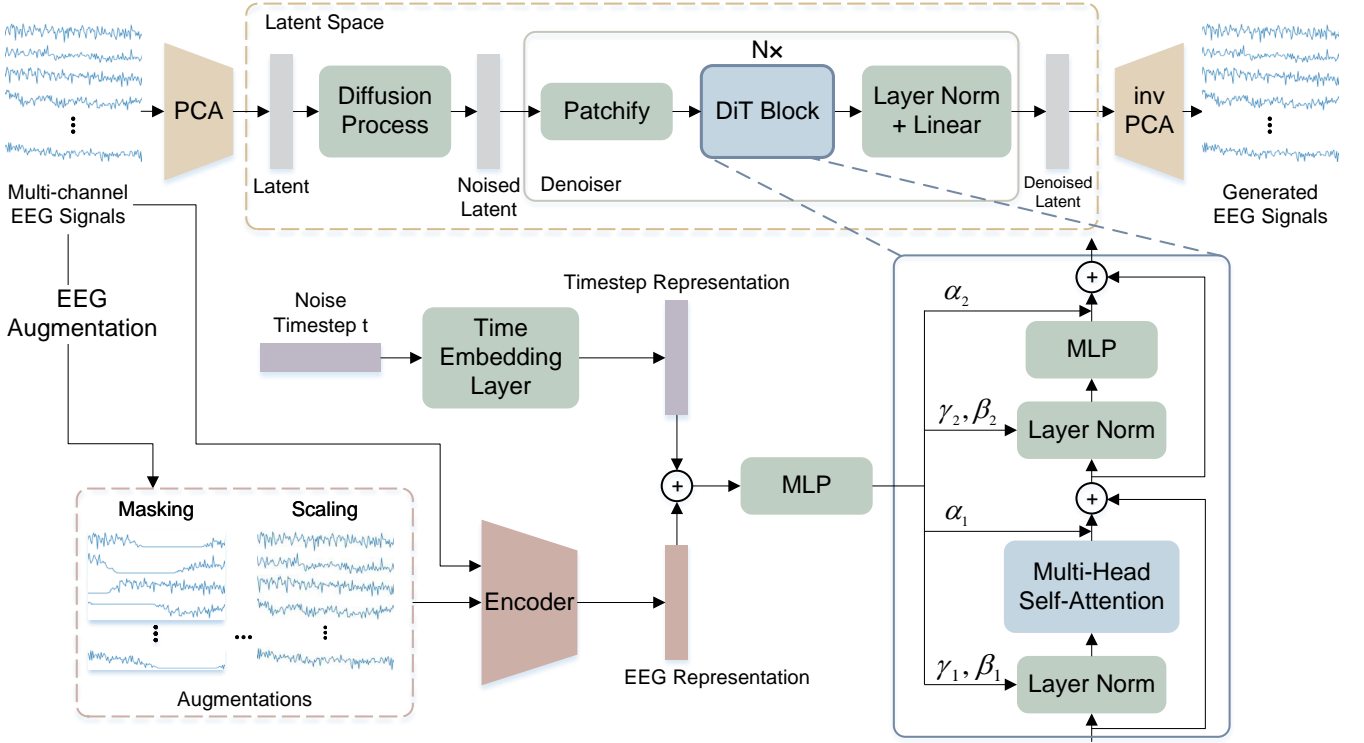 Latent Space
N×
PCA
Diffusion
Process
Patchify
DiT Block
Layer Norm
+ Linear
inv
PCA
Latent
Noised
Latent
Denoiser
Denoised
Latent
Multi-channel
EEG Signals
Generated
EEG Signals
EEG
Augmentation
Noise
Timestep t
Time
Embedding
Layer
Timestep Representation
+
MLP
Masking
Scaling
...
Augmentations
Encoder
EEG Representation
+
α₂
MLP
γ₂, β₂
Layer Norm
+
α₁
Multi-Head
Self-Attention
γ₁, β₁
Layer Norm